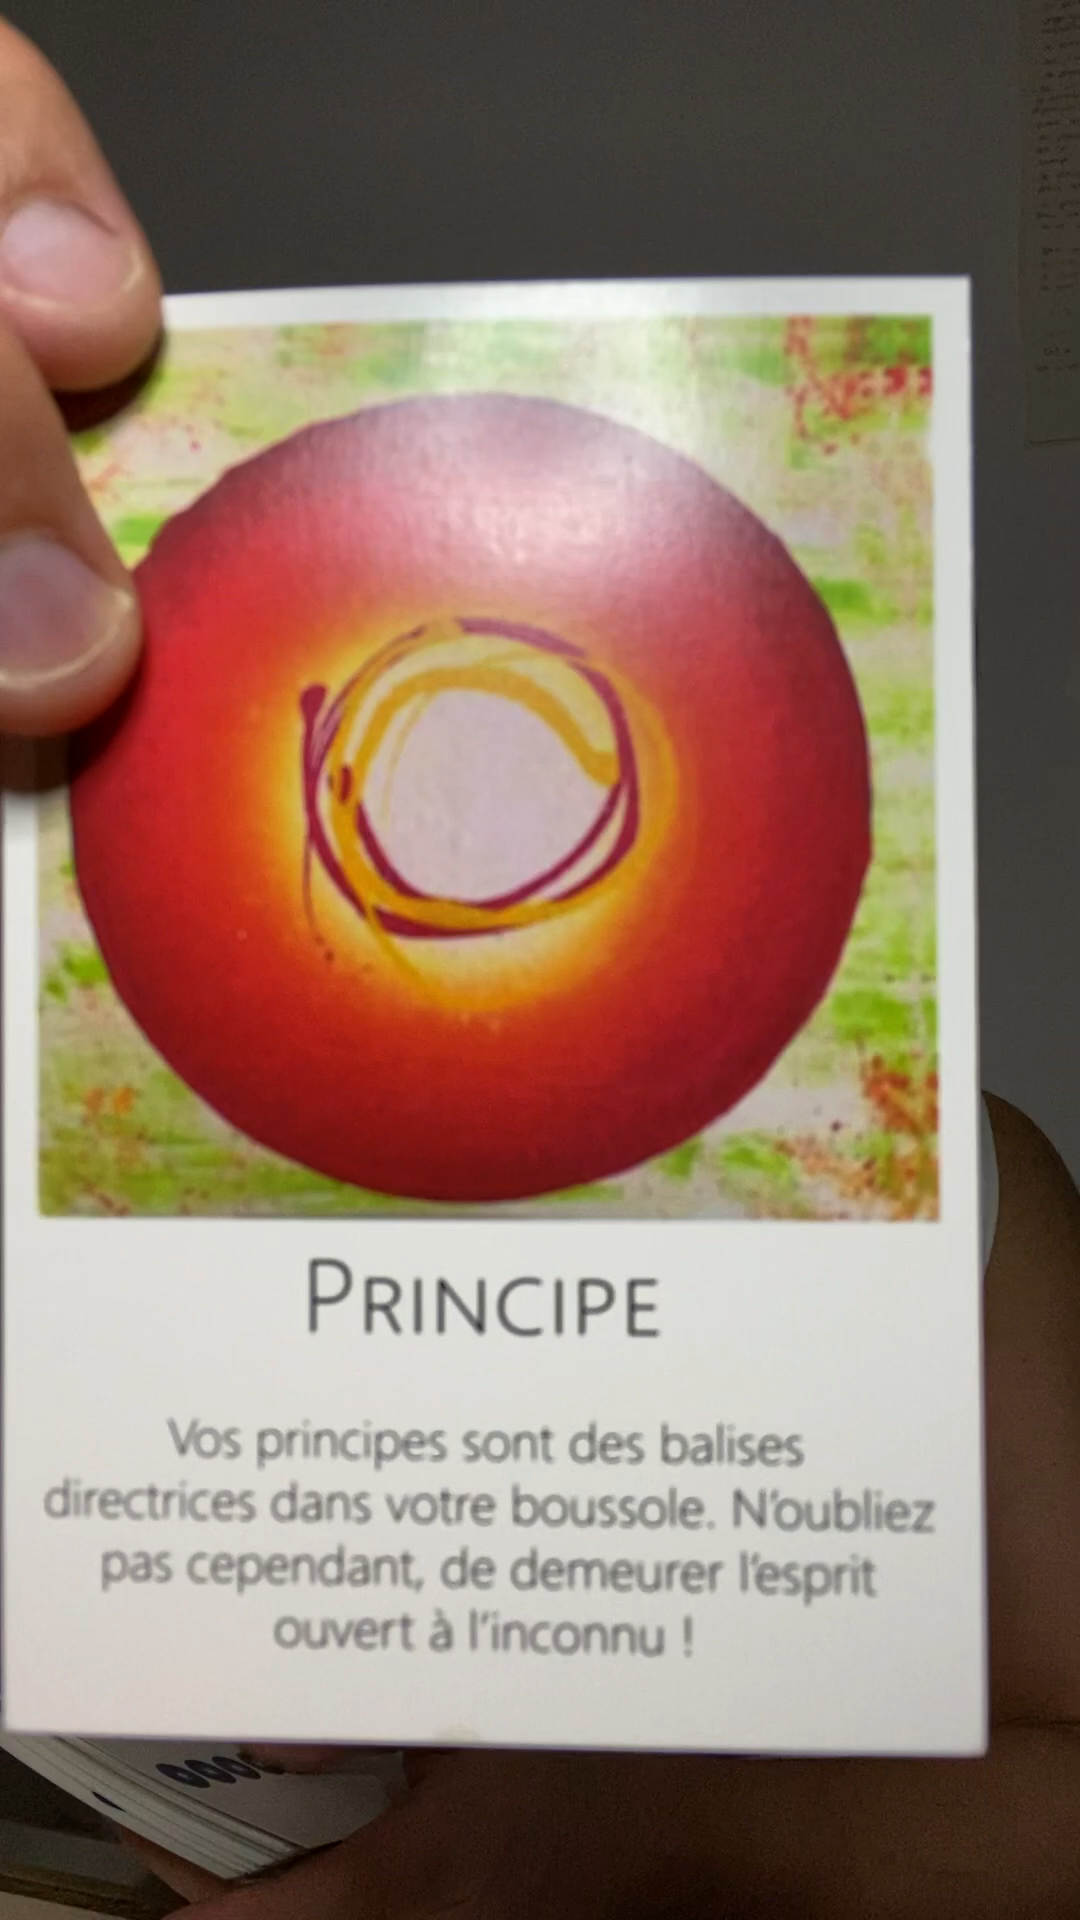 PRINCIPE
Vos principes sont des balises
directrices dans votre boussole. N'oubliez
pas cependant, de demeurer l'esprit
ouvert à l'inconnu !